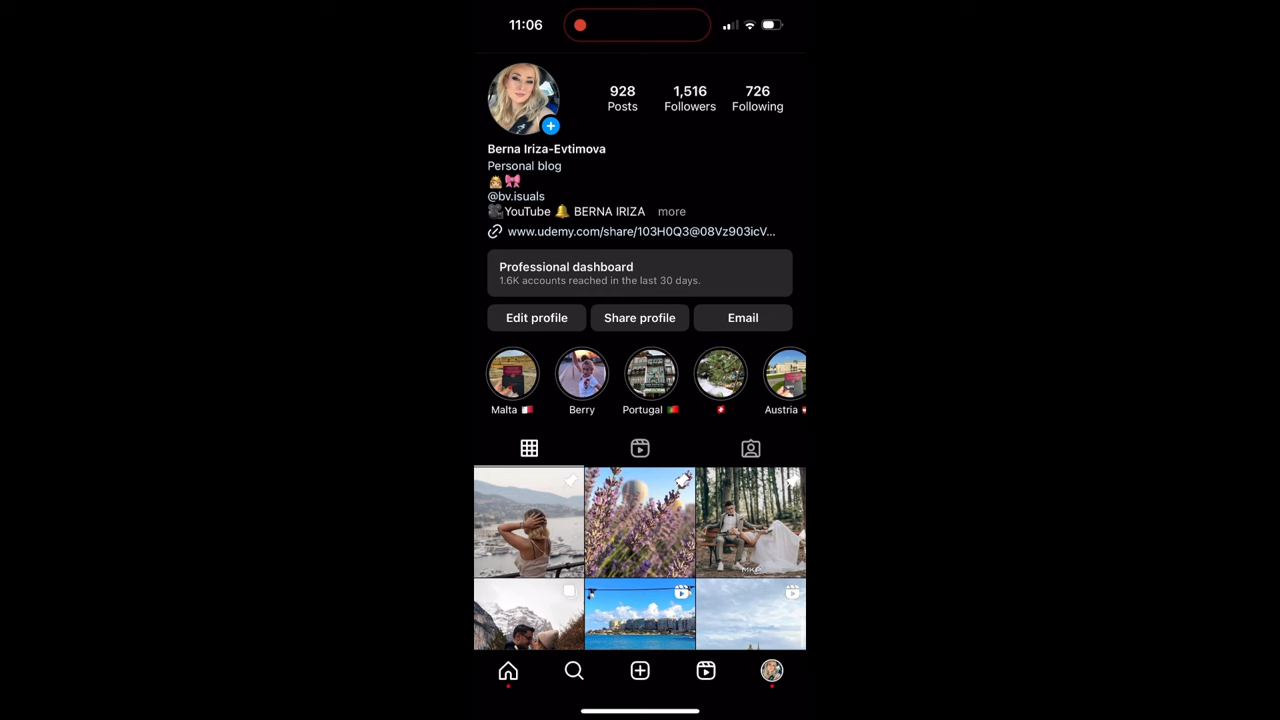 11:06
928 1,516 726
Posts Followers Following
Berna Iriza-Evtimova
Personal blog
👸🏼🎀
@bv.isuals
🎥YouTube 🔔 BERNA IRIZA more
www.udemy.com/share/103H0Q3@08Vz903icV...
Professional dashboard
1.6K accounts reached in the last 30 days.
Edit profile Share profile Email
Malta 🇲🇹 Berry Portugal 🇵🇹 🇨🇭 Austria
MKP